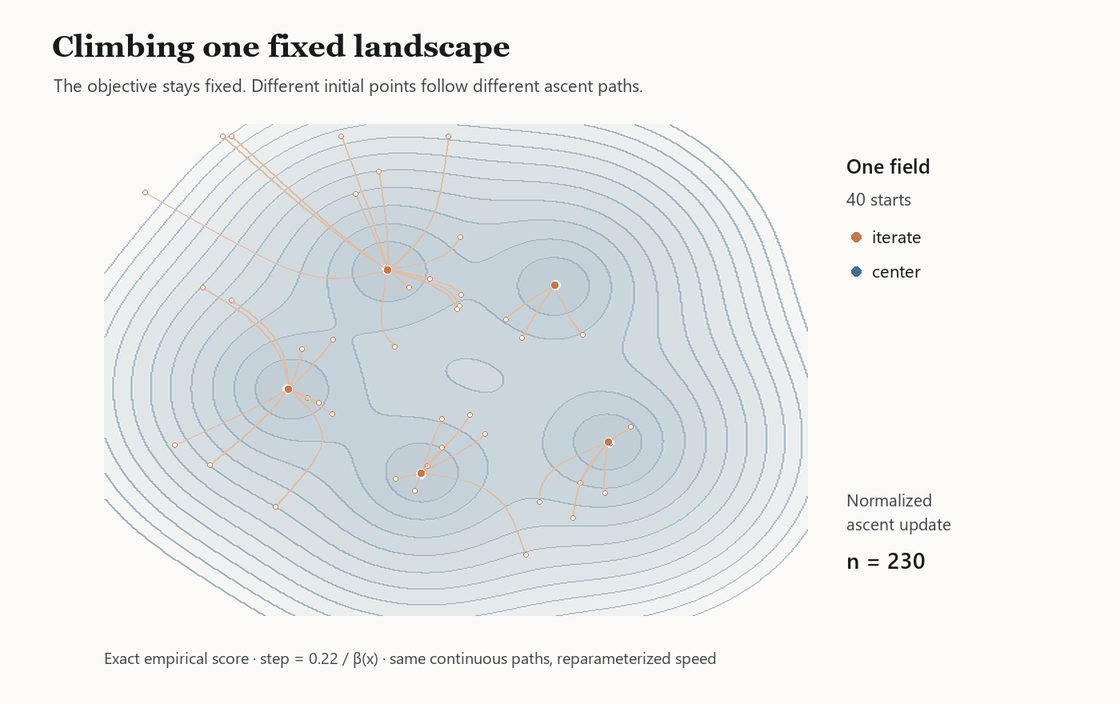 Climbing one fixed landscape
The objective stays fixed. Different initial points follow different ascent paths.
One field
40 starts
iterate
center
Normalized
ascent update
n = 230
Exact empirical score · step = 0.22 / β(x) · same continuous paths, reparameterized speed